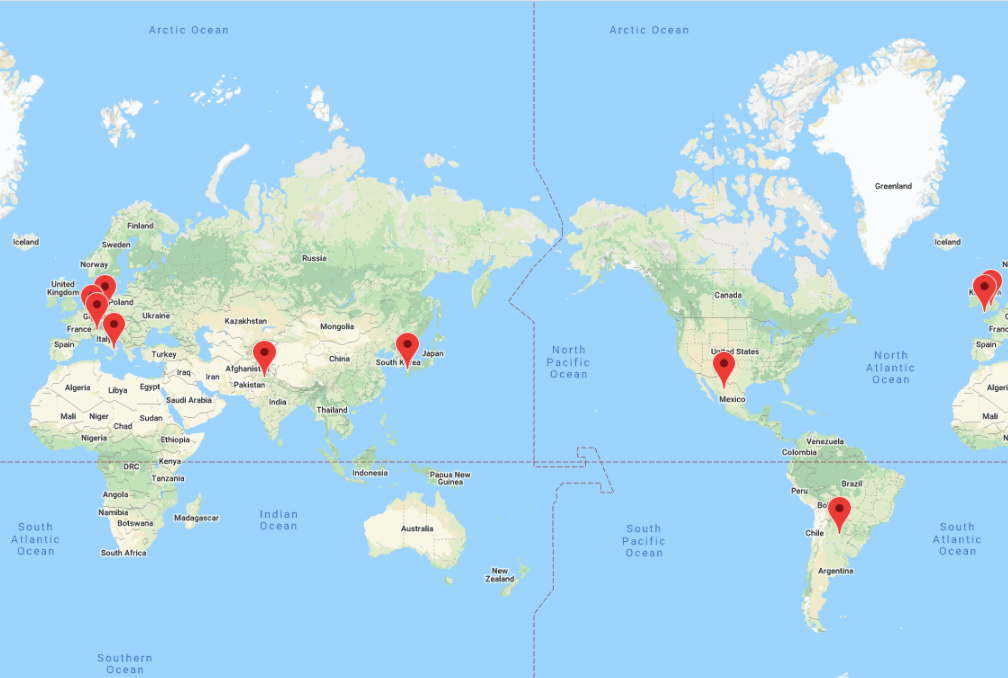 Arctic Ocean
Arctic Ocean
Greenland
Iceland
Iceland
Finland
Sweden
Norway
Russia
United
Kingdom
Poland
Ukraine
France
Italy
Spain
Turkey
Kazakhstan
Mongolia
China
Japan
South Korea
Afghanistan
Pakistan
Iraq
Iran
India
Thailand
Algeria
Libya
Egypt
Saudi Arabia
Mali
Niger
Chad
Sudan
Nigeria
Ethiopia
DRC
Kenya
Tanzania
Angola
Namibia
Botswana
Madagascar
South Africa
Indonesia
Papua New
Guinea
Australia
New
Zealand
Indian
Ocean
South
Atlantic
Ocean
Southern
Ocean
North
Pacific
Ocean
South
Pacific
Ocean
Canada
United States
Mexico
North
Atlantic
Ocean
Venezuela
Colombia
Brazil
Peru
Chile
Argentina
South
Atlantic
Ocean
Spain
Mali